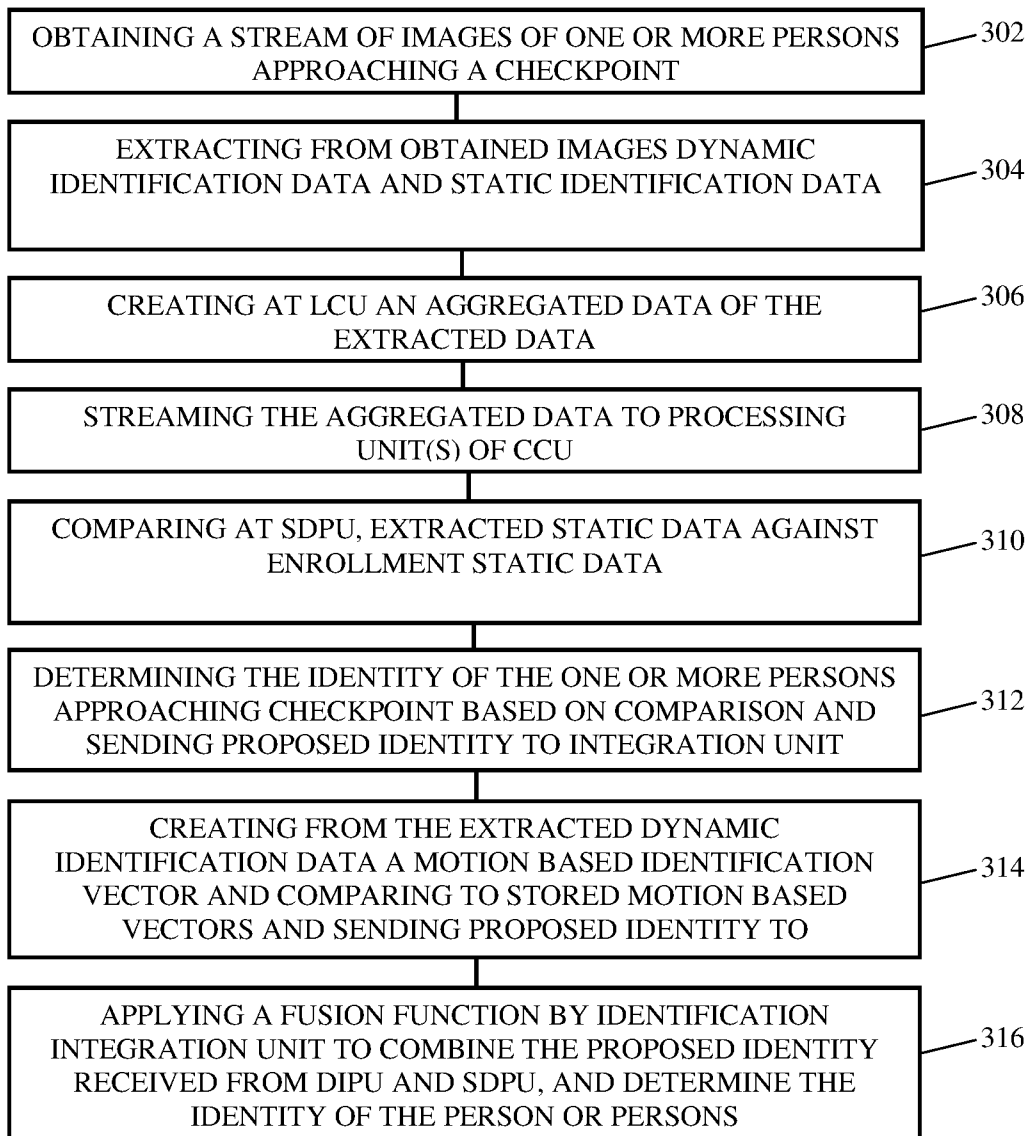 OBTAINING A STREAM OF IMAGES OF ONE OR MORE PERSONS
APPROACHING A CHECKPOINT
302
EXTRACTING FROM OBTAINED IMAGES DYNAMIC
IDENTIFICATION DATA AND STATIC IDENTIFICATION DATA
304
CREATING AT LCU AN AGGREGATED DATA OF THE
EXTRACTED DATA
306
STREAMING THE AGGREGATED DATA TO PROCESSING
UNIT(S) OF CCU
308
COMPARING AT SDPU, EXTRACTED STATIC DATA AGAINST
ENROLLMENT STATIC DATA
310
DETERMINING THE IDENTITY OF THE ONE OR MORE PERSONS
APPROACHING CHECKPOINT BASED ON COMPARISON AND
SENDING PROPOSED IDENTITY TO INTEGRATION UNIT
312
CREATING FROM THE EXTRACTED DYNAMIC
IDENTIFICATION DATA A MOTION BASED IDENTIFICATION
VECTOR AND COMPARING TO STORED MOTION BASED
VECTORS AND SENDING PROPOSED IDENTITY TO
314
APPLYING A FUSION FUNCTION BY IDENTIFICATION
INTEGRATION UNIT TO COMBINE THE PROPOSED IDENTITY
RECEIVED FROM DIPU AND SDPU, AND DETERMINE THE
IDENTITY OF THE PERSON OR PERSONS
316